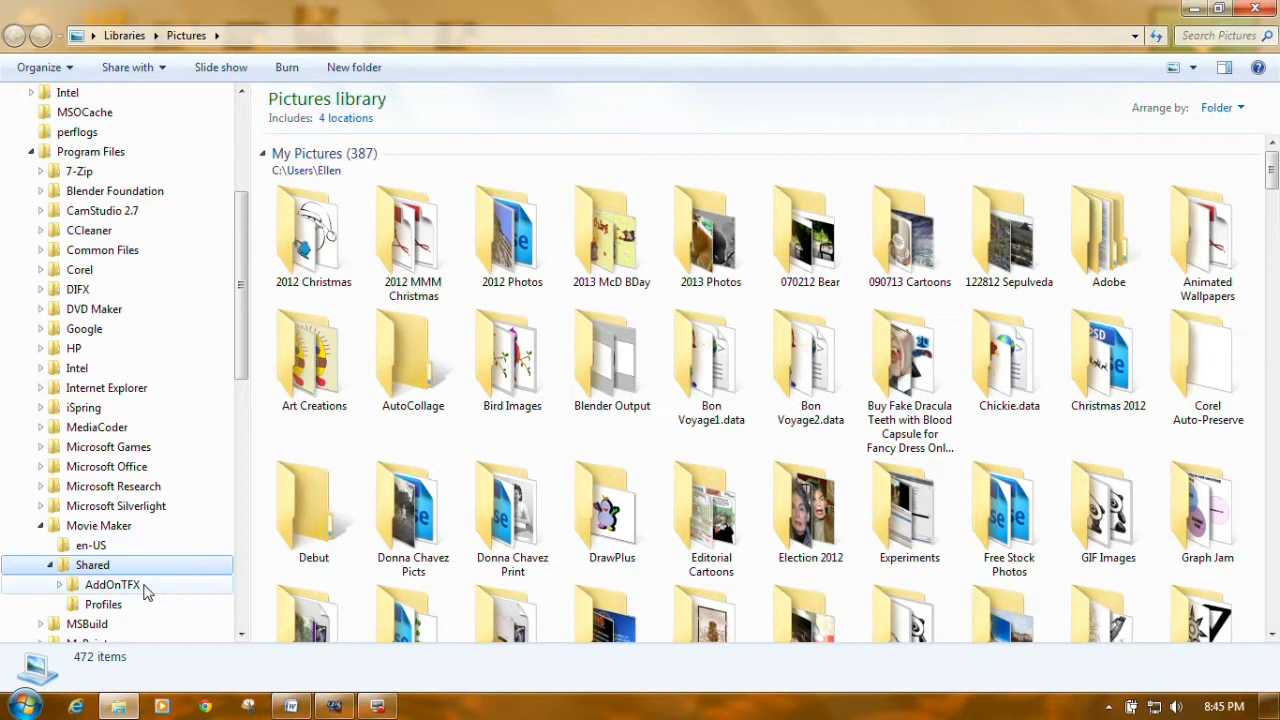 Libraries Pictures
Search Pictures
Organize Share with Slide show Burn New folder
Intel
MSOCache
perflogs
Program Files
7-Zip
Blender Foundation
CamStudio 2.7
CCleaner
Common Files
Corel
DIFX
DVD Maker
Google
HP
Intel
Internet Explorer
iSpring
MediaCoder
Microsoft Games
Microsoft Office
Microsoft Research
Microsoft Silverlight
Movie Maker
en-US
Shared
AddOnTFX
Profiles
MSBuild
Pictures library
Includes: 4 locations
Arrange by: Folder
My Pictures (387)
C:\Users\Ellen
2012 Christmas
2012 MMM
Christmas
2012 Photos
2013 McD BDay
2013 Photos
070212 Bear
090713 Cartoons
122812 Sepulveda
Adobe
Animated
Wallpapers
Art Creations
AutoCollage
Bird Images
Blender Output
Bon
Voyage1.data
Bon
Voyage2.data
Buy Fake Dracula
Teeth with Blood
Capsule for
Fancy Dress Onl...
Chickie.data
PSD
Christmas 2012
Corel
Auto-Preserve
Debut
Donna Chavez
Picts
Donna Chavez
Print
DrawPlus
Editorial
Cartoons
Election 2012
Experiments
Free Stock
Photos
GIF Images
Graph Jam
472 items
8:45 PM